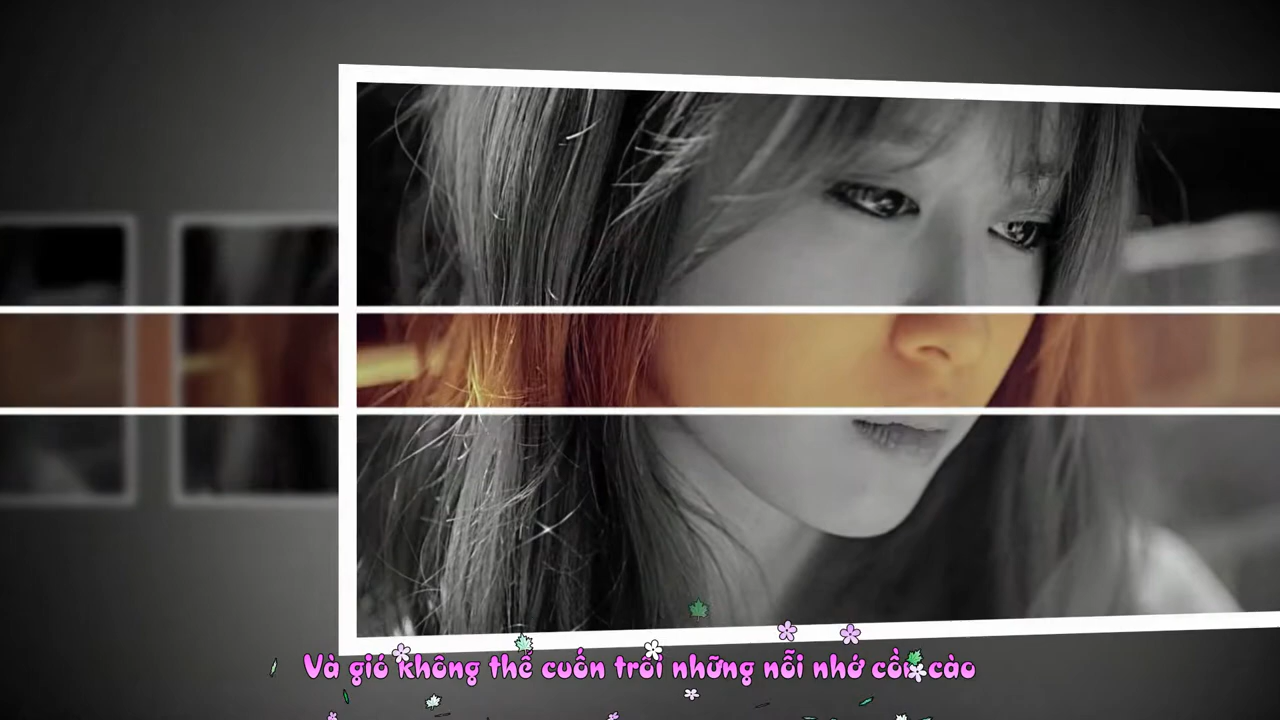 Và gió không thể cuốn trôi những nỗi nhớ cồn cào